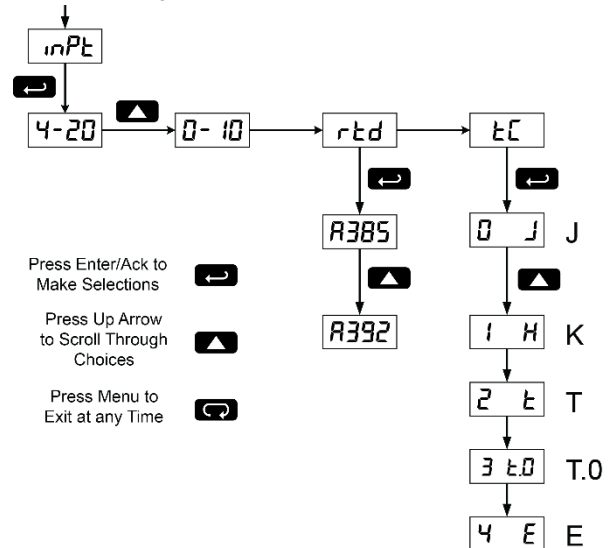 inPt
4-20
0-10
rtd
tC
A385
A392
0 J
J
1 H
K
2 t
T
3 t.0
T.0
4 E
E
Press Enter/Ack to
Make Selections
Press Up Arrow
to Scroll Through
Choices
Press Menu to
Exit at any Time